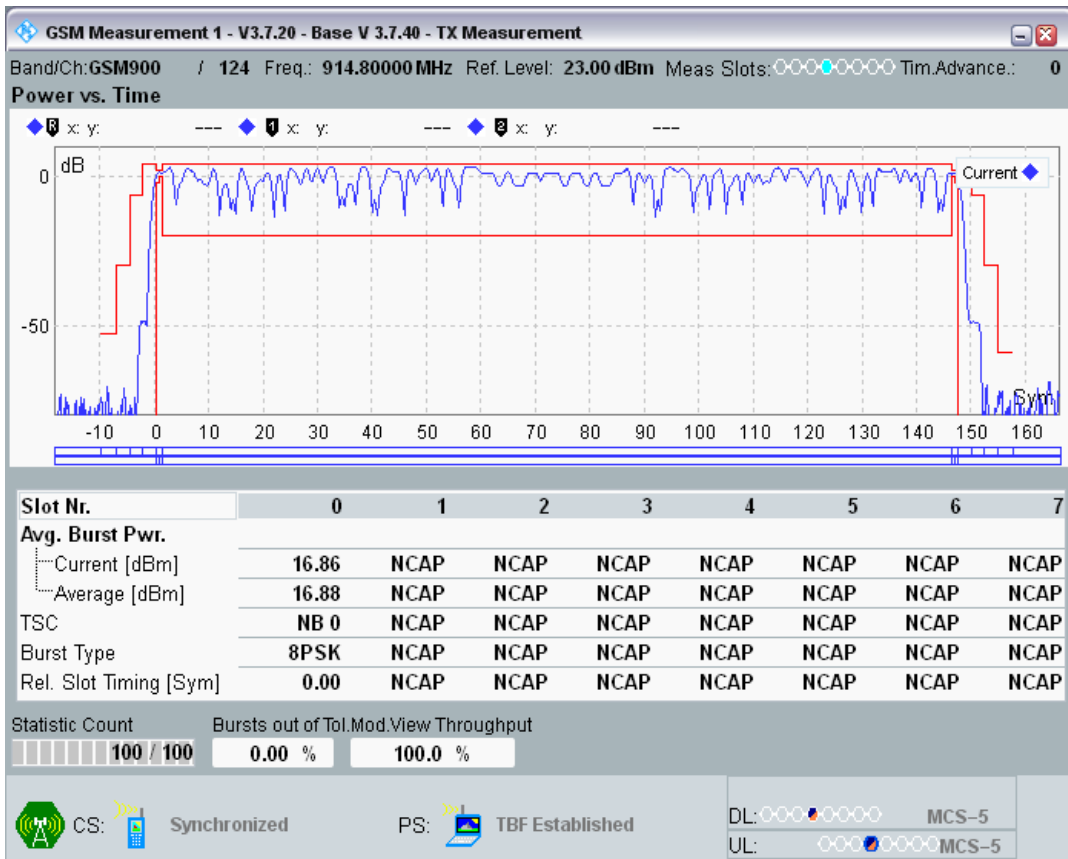 GSM Measurement 1 - V3.7.20 - Base V 3.7.40 - TX Measurement
Band/Ch:GSM900 / 124 Freq.: 914.80000 MHz Ref. Level: 23.00 dBm Meas Slots: Tim.Advance.: 0
Power vs. Time
R x: y: --- 1 x: y: --- 2 x: y: ---
dB
Current
0
-50
Sym
-10 0 10 20 30 40 50 60 70 80 90 100 110 120 130 140 150 160
Slot Nr. 0 1 2 3 4 5 6 7
Avg. Burst Pwr.
Current [dBm] 16.86 NCAP NCAP NCAP NCAP NCAP NCAP NCAP
Average [dBm] 16.88 NCAP NCAP NCAP NCAP NCAP NCAP NCAP
TSC NB 0 NCAP NCAP NCAP NCAP NCAP NCAP NCAP
Burst Type 8PSK NCAP NCAP NCAP NCAP NCAP NCAP NCAP
Rel. Slot Timing [Sym] 0.00 NCAP NCAP NCAP NCAP NCAP NCAP NCAP
Statistic Count Bursts out of Tol.Mod.View Throughput
100 / 100 0.00 % 100.0 %
CS: Synchronized PS: TBF Established
DL: MCS-5
UL: MCS-5